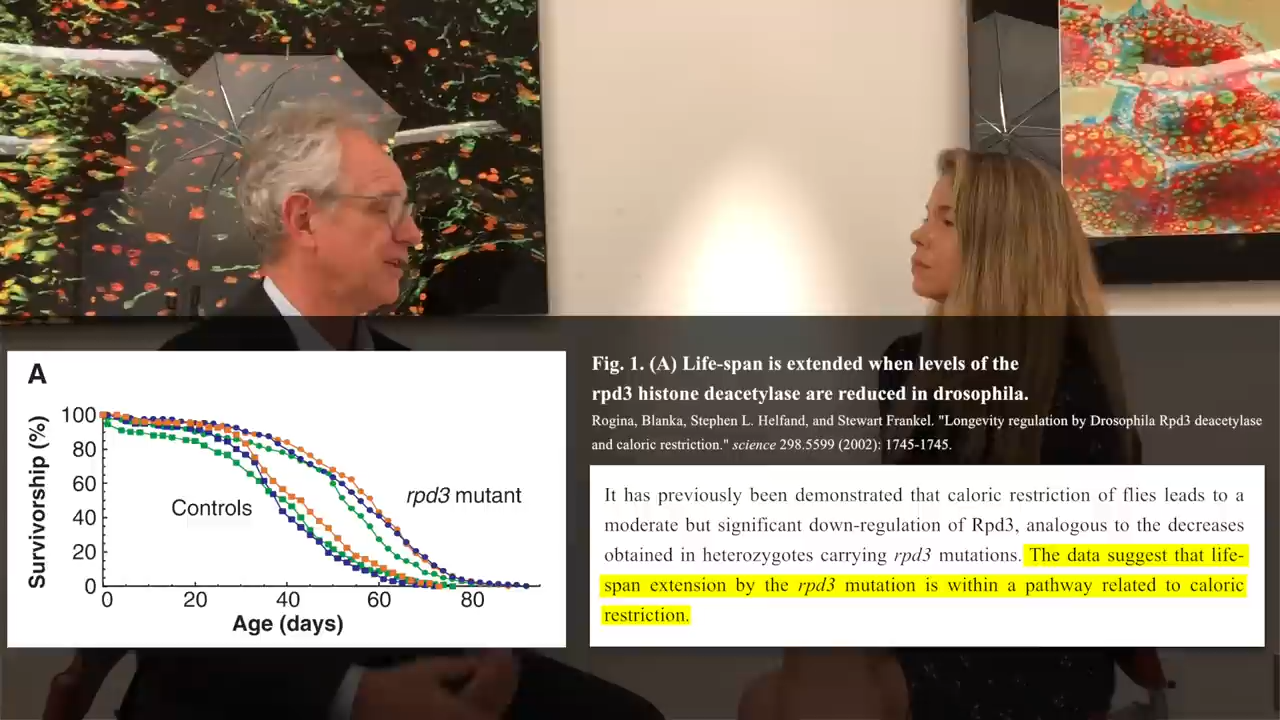 A
Survivorship (%)
100
80
60
40
20
0
Controls
rpd3 mutant
0 20 40 60 80
Age (days)
Fig. 1. (A) Life-span is extended when levels of the
rpd3 histone deacetylase are reduced in drosophila.
Rogina, Blanka, Stephen L. Helfand, and Stewart Frankel. "Longevity regulation by Drosophila Rpd3 deacetylase
and caloric restriction." science 298.5599 (2002): 1745-1745.
It has previously been demonstrated that caloric restriction of flies leads to a
moderate but significant down-regulation of Rpd3, analogous to the decreases
obtained in heterozygotes carrying rpd3 mutations. The data suggest that life-
span extension by the rpd3 mutation is within a pathway related to caloric
restriction.